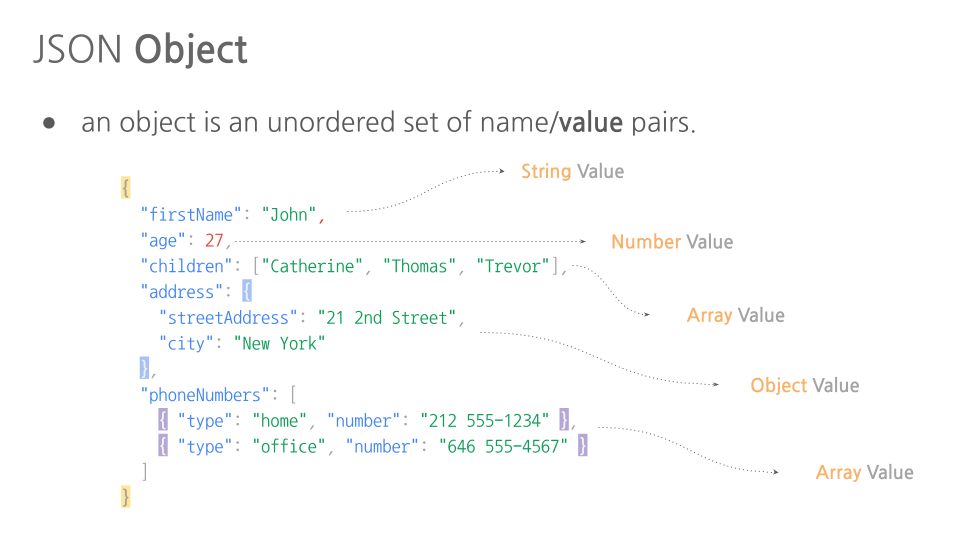 JSON Object
● an object is an unordered set of name/value pairs.
String Value
{
"firstName": "John",
"age": 27,
Number Value
"children": ["Catherine", "Thomas", "Trevor"],
"address": {
Array Value
"streetAddress": "21 2nd Street",
"city": "New York"
},
Object Value
"phoneNumbers": [
{ "type": "home", "number": "212 555-1234" },
{ "type": "office", "number": "646 555-4567" }
]
Array Value
}